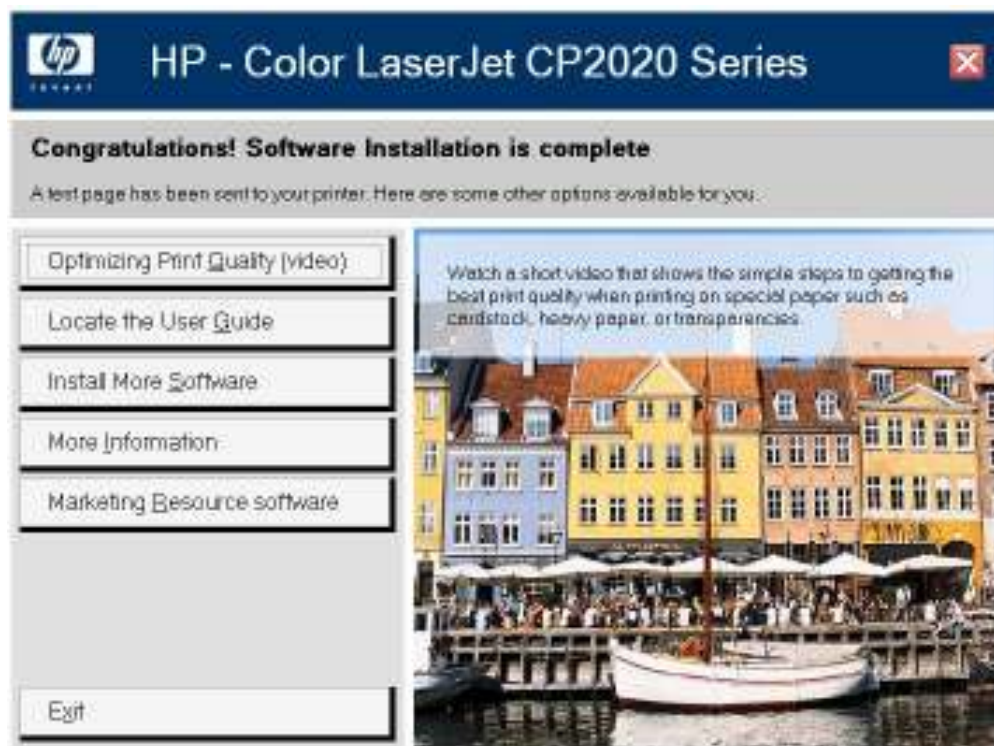 hp
invent
HP - Color LaserJet CP2020 Series
Congratulations! Software Installation is complete
A test page has been sent to your printer. Here are some other options available for you.
Optimizing Print Quality (video)
Locate the User Guide
Install More Software
More Information
Marketing Resource software
Exit
Watch a short video that shows the simple steps to getting the
best print quality when printing on special paper such as
cardstock, heavy paper, or transparencies.